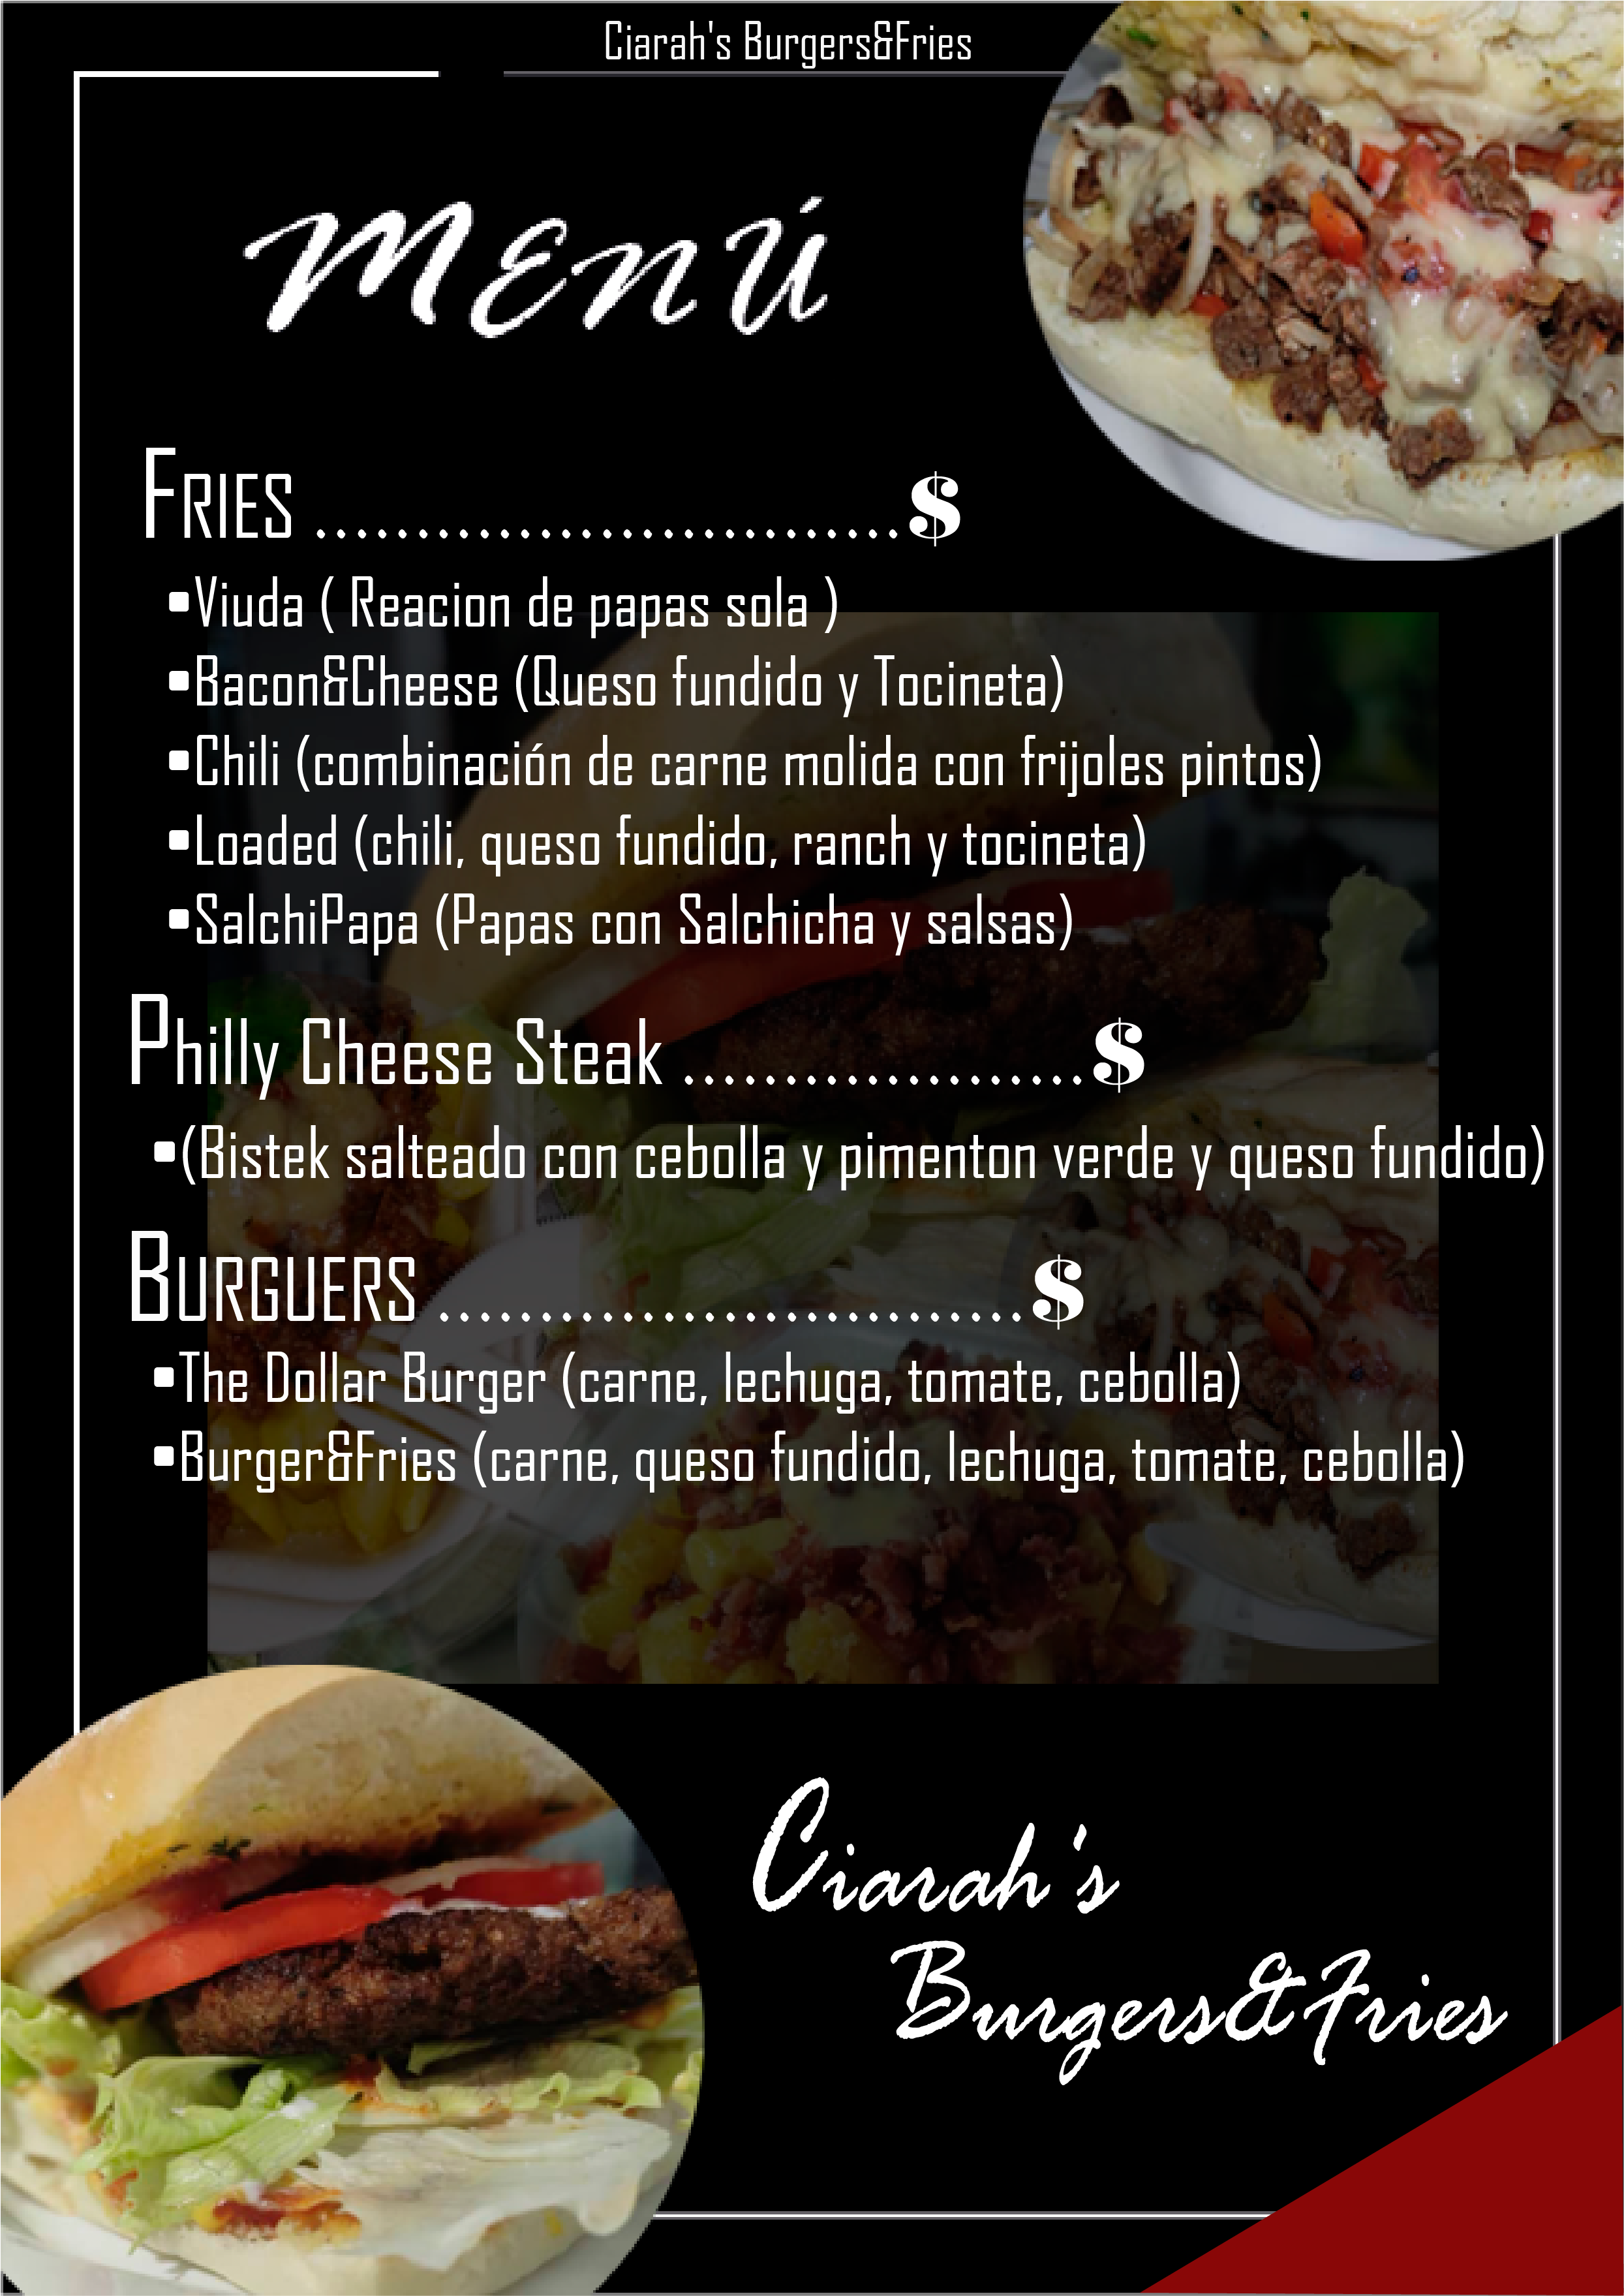 Ciarah's Burgers&Fries
MENÚ
FRIES ............................. $
▪Viuda ( Reacion de papas sola )
▪Bacon&Cheese (Queso fundido y Tocineta)
▪Chili (combinación de carne molida con frijoles pintos)
▪Loaded (chili, queso fundido, ranch y tocineta)
▪SalchiPapa (Papas con Salchicha y salsas)
Philly Cheese Steak .................... $
▪(Bistek salteado con cebolla y pimenton verde y queso fundido)
BURGUERS ............................. $
▪The Dollar Burger (carne, lechuga, tomate, cebolla)
▪Burger&Fries (carne, queso fundido, lechuga, tomate, cebolla)
Ciarah's
Burgers&Fries